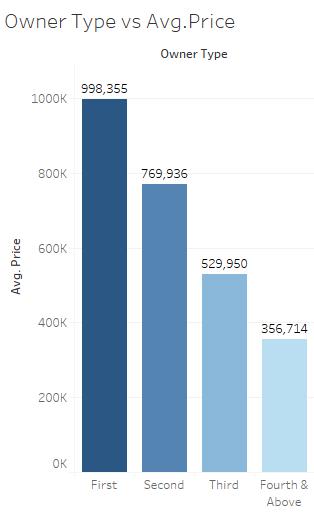 Owner Type vs Avg.Price
Owner Type
998,355
1000K
769,936
800K
600K
529,950
Avg. Price
400K
356,714
200K
0K
First Second Third Fourth &
Above